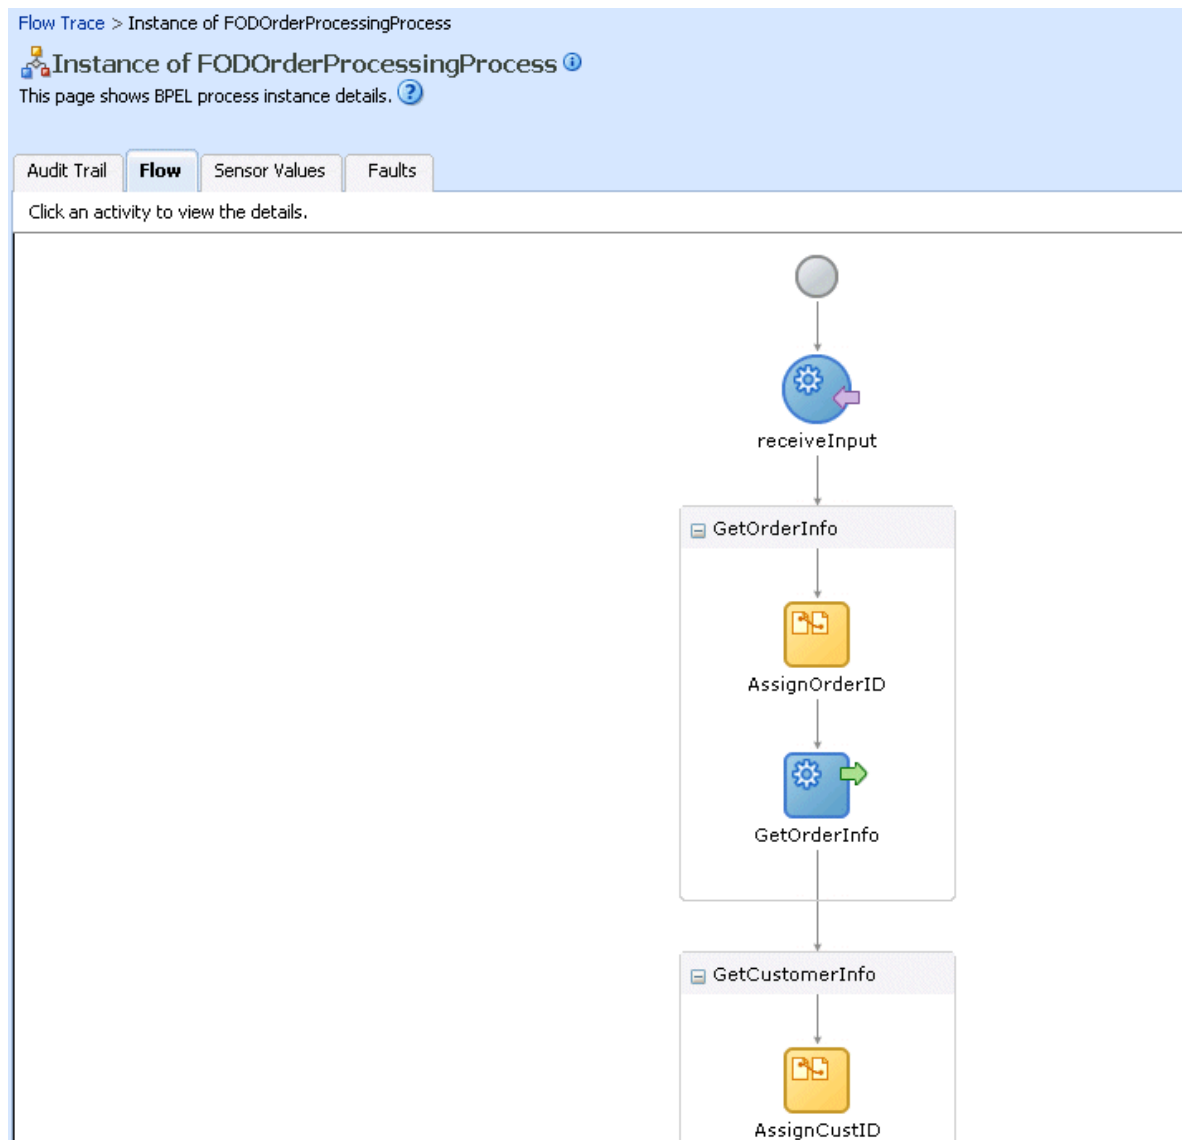 Flow Trace > Instance of FODOrderProcessingProcess
Instance of FODOrderProcessingProcess
This page shows BPEL process instance details.
Audit Trail Flow Sensor Values Faults
Click an activity to view the details.
receiveInput
GetOrderInfo
AssignOrderID
GetOrderInfo
GetCustomerInfo
AssignCustID